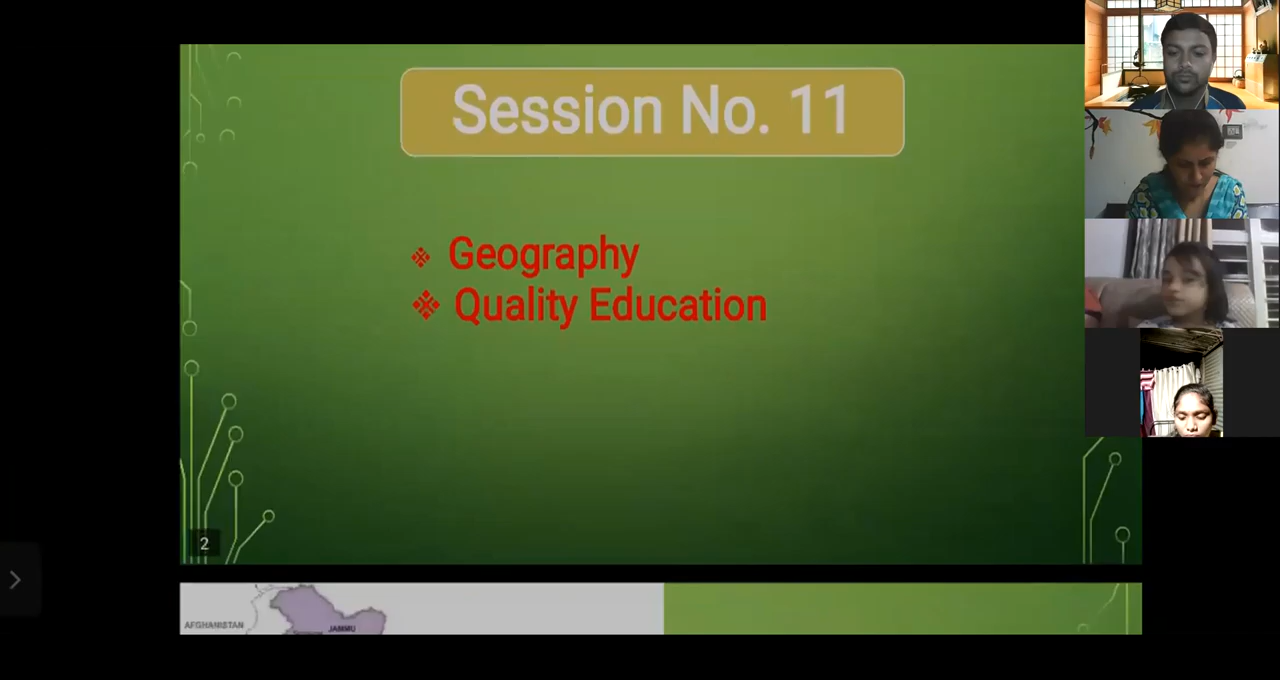 Session No. 11
Geography
Quality Education
2
AFGHANISTAN
JAMMU